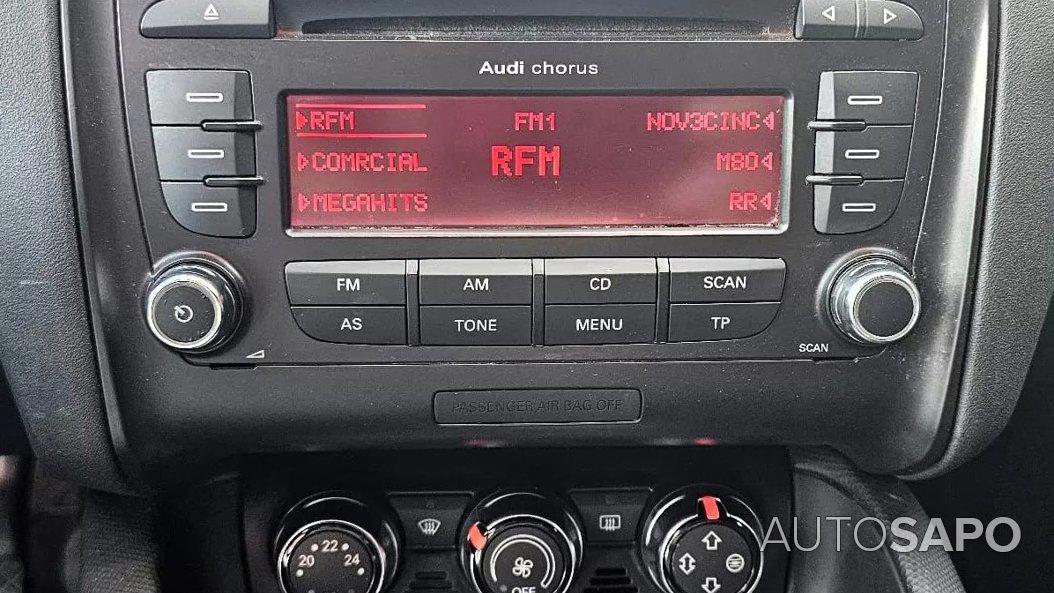 Audi chorus
RFM FM1 NOV3CINC
COMRCIAL RFM M80
MEGAHITS RR
FM AM CD SCAN
AS TONE MENU TP
SCAN
PASSENGER AIR BAG OFF
20 22 24
OFF
AUTOSAPO